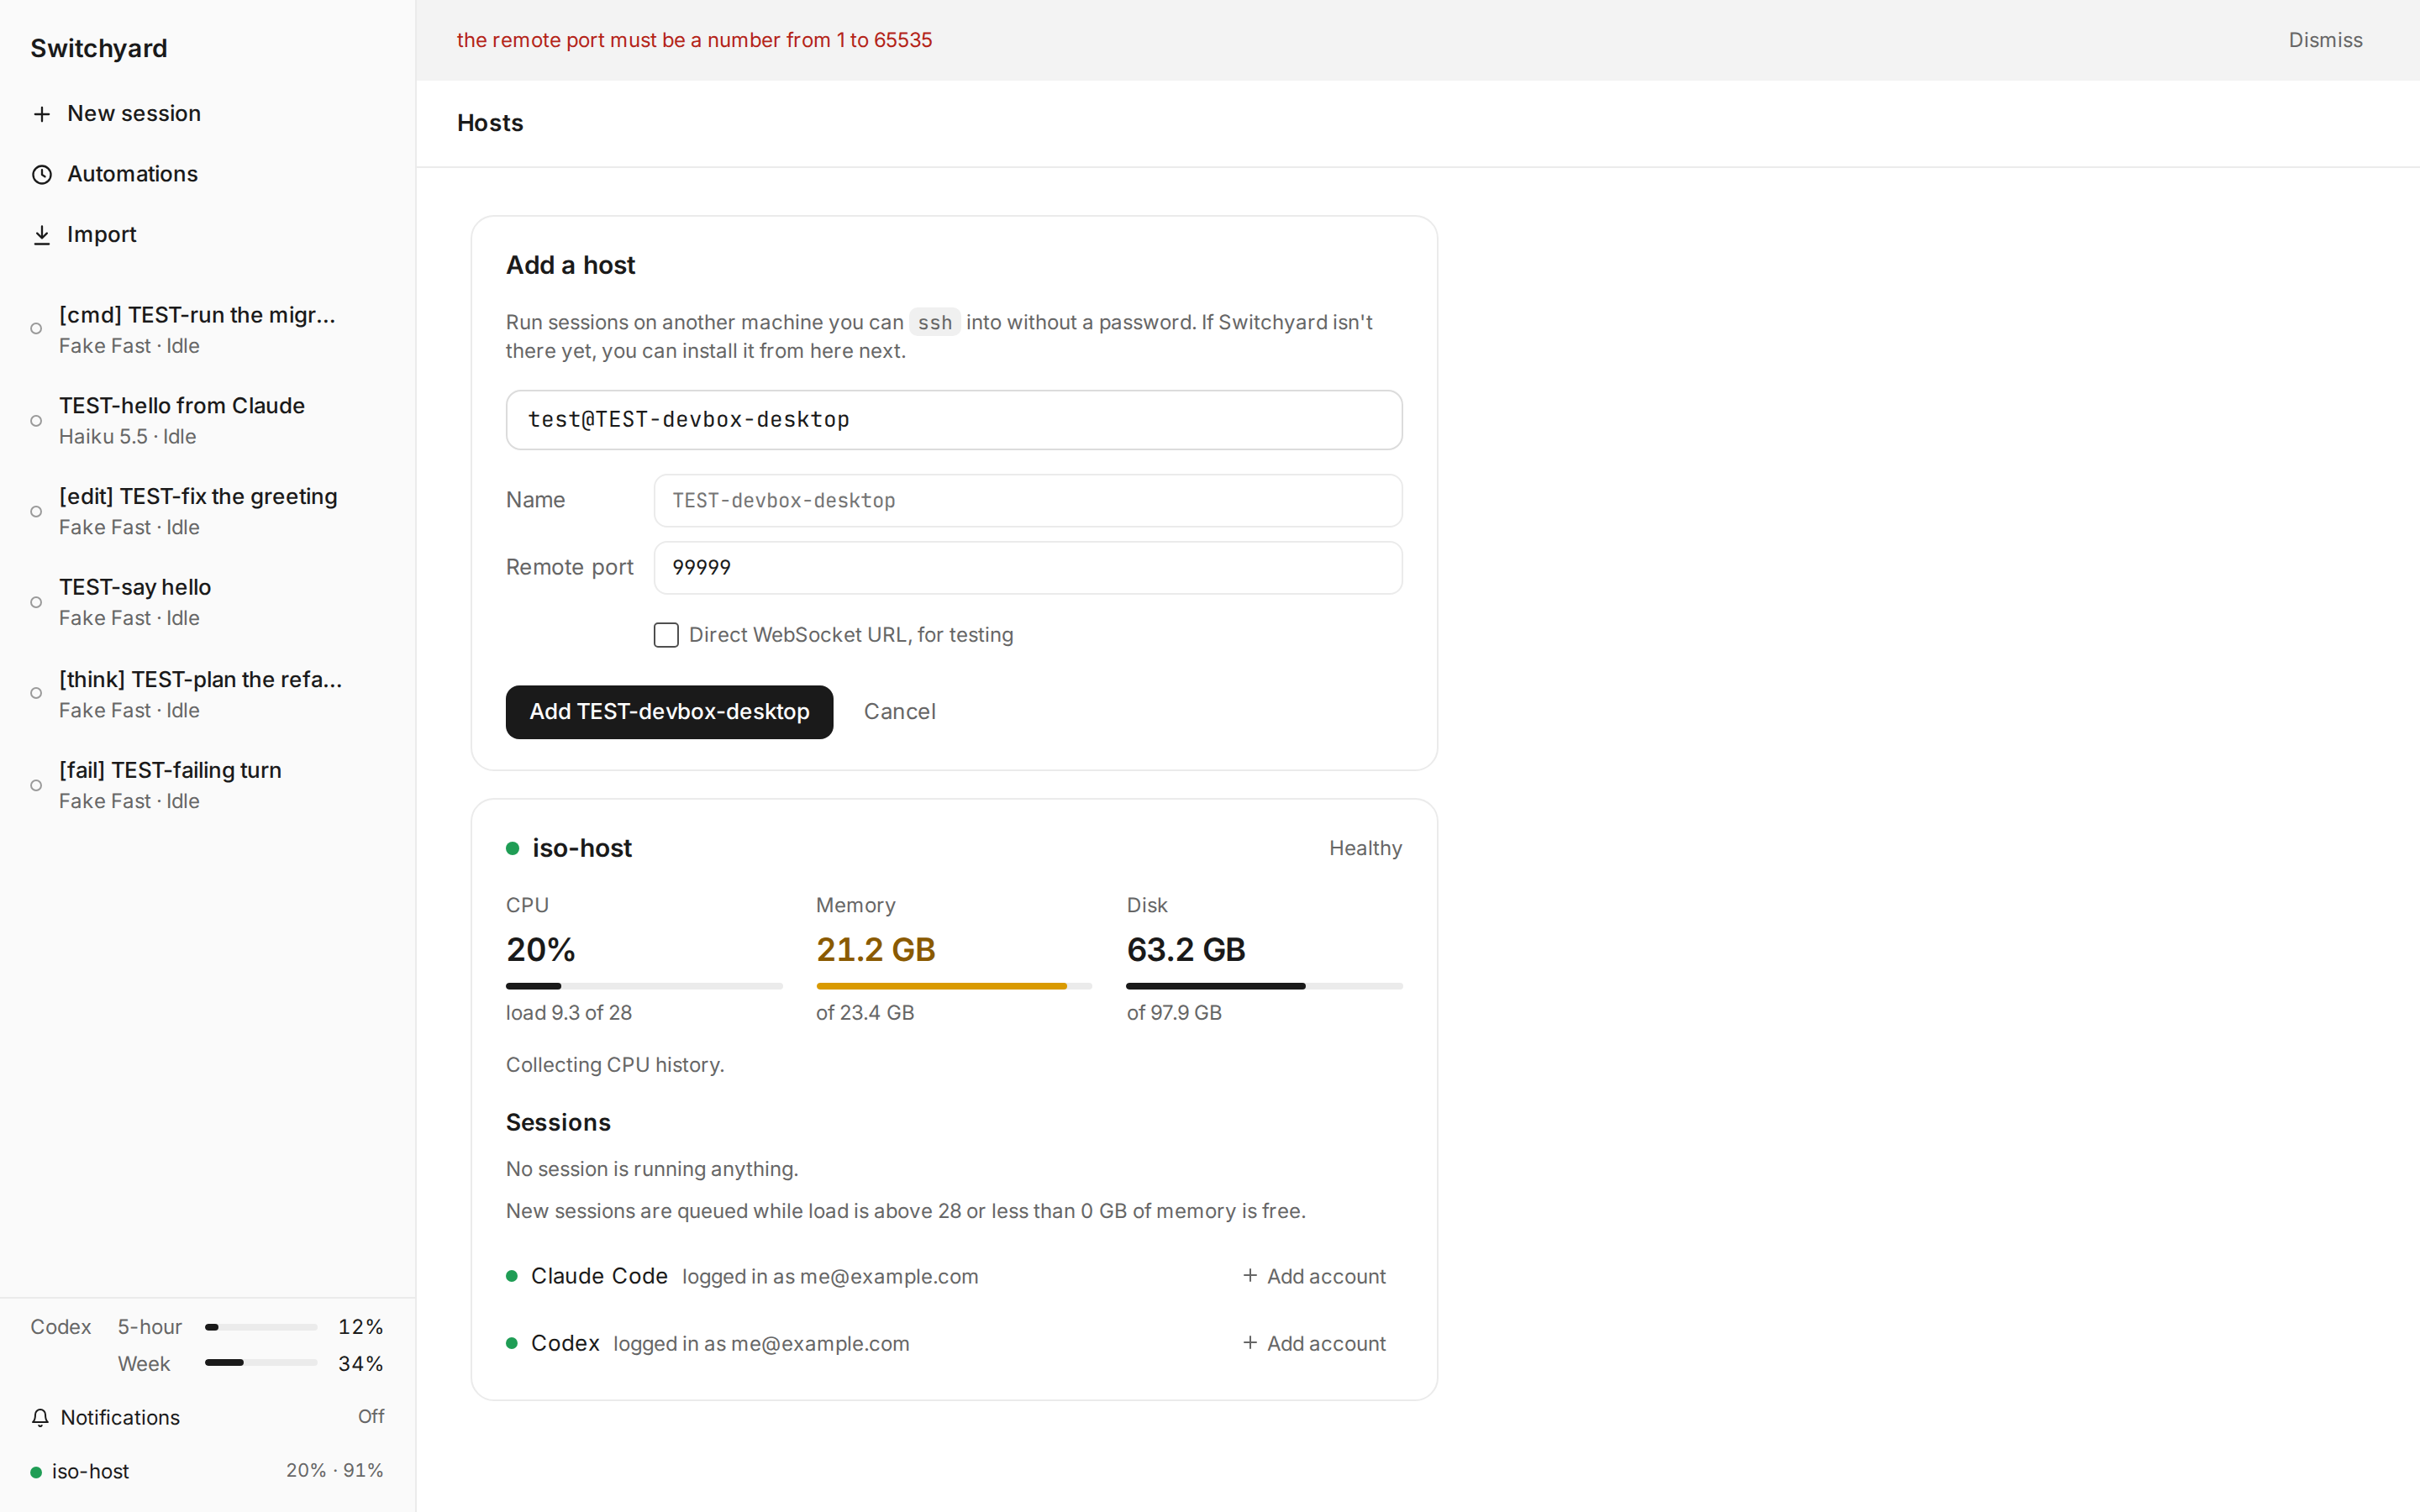 Switchyard
New session
Automations
Import
[cmd] TEST-run the migr...
Fake Fast · Idle
TEST-hello from Claude
Haiku 5.5 · Idle
[edit] TEST-fix the greeting
Fake Fast · Idle
TEST-say hello
Fake Fast · Idle
[think] TEST-plan the refa...
Fake Fast · Idle
[fail] TEST-failing turn
Fake Fast · Idle
Codex 5-hour 12%
Week 34%
Notifications Off
iso-host 20% · 91%
the remote port must be a number from 1 to 65535 Dismiss
Hosts
Add a host
Run sessions on another machine you can ssh into without a password. If Switchyard isn't
there yet, you can install it from here next.
test@TEST-devbox-desktop
Name TEST-devbox-desktop
Remote port 99999
Direct WebSocket URL, for testing
Add TEST-devbox-desktop Cancel
iso-host Healthy
CPU Memory Disk
20% 21.2 GB 63.2 GB
load 9.3 of 28 of 23.4 GB of 97.9 GB
Collecting CPU history.
Sessions
No session is running anything.
New sessions are queued while load is above 28 or less than 0 GB of memory is free.
Claude Code logged in as me@example.com + Add account
Codex logged in as me@example.com + Add account